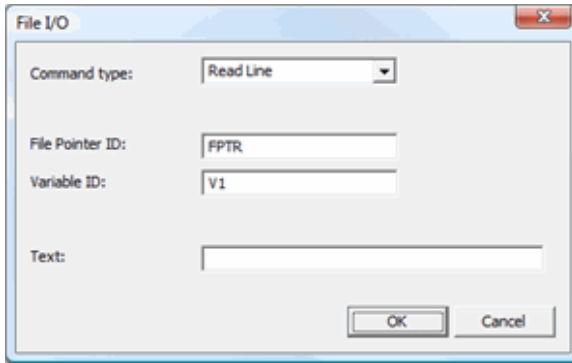 File I/O
Command type: Read Line
File Pointer ID: FPTR
Variable ID: V1
Text:
OK Cancel